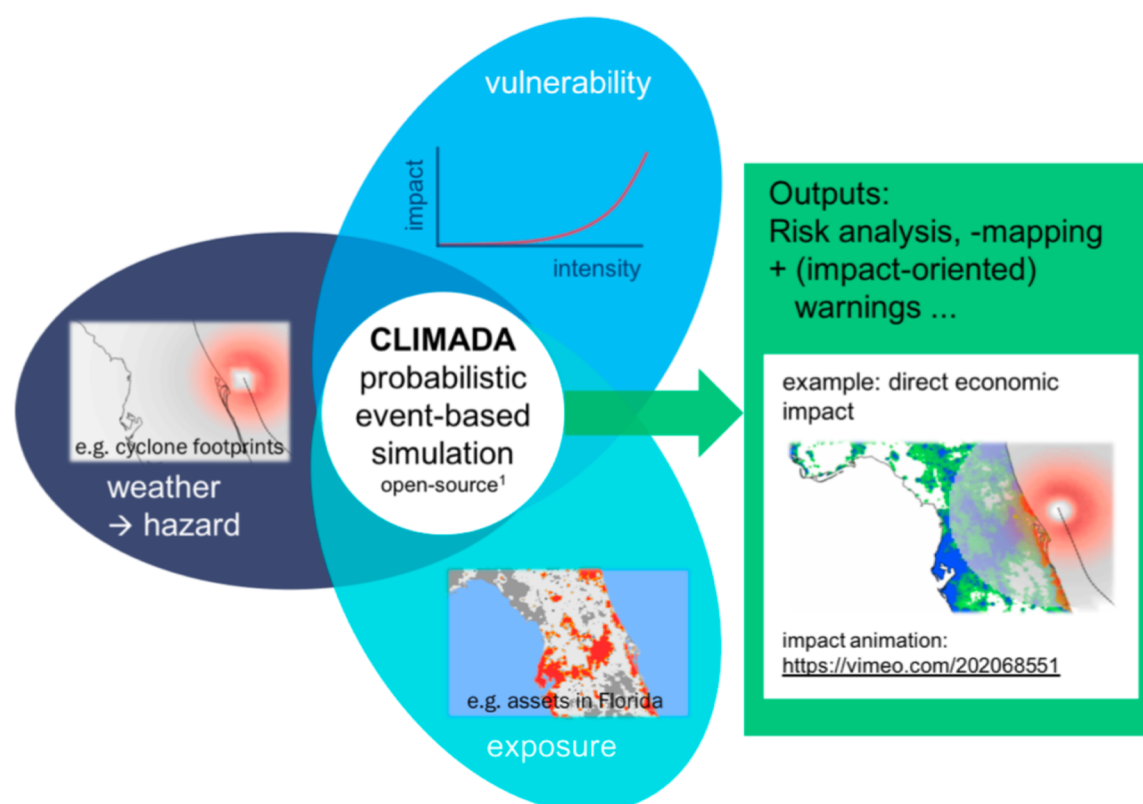 vulnerability
impact
intensity
CLIMADA
probabilistic
event-based
simulation
open-source¹
e.g. cyclone footprints
weather
→ hazard
e.g. assets in Florida
exposure
Outputs:
Risk analysis, -mapping
+ (impact-oriented)
warnings ...
example: direct economic
impact
impact animation:
https://vimeo.com/202068551